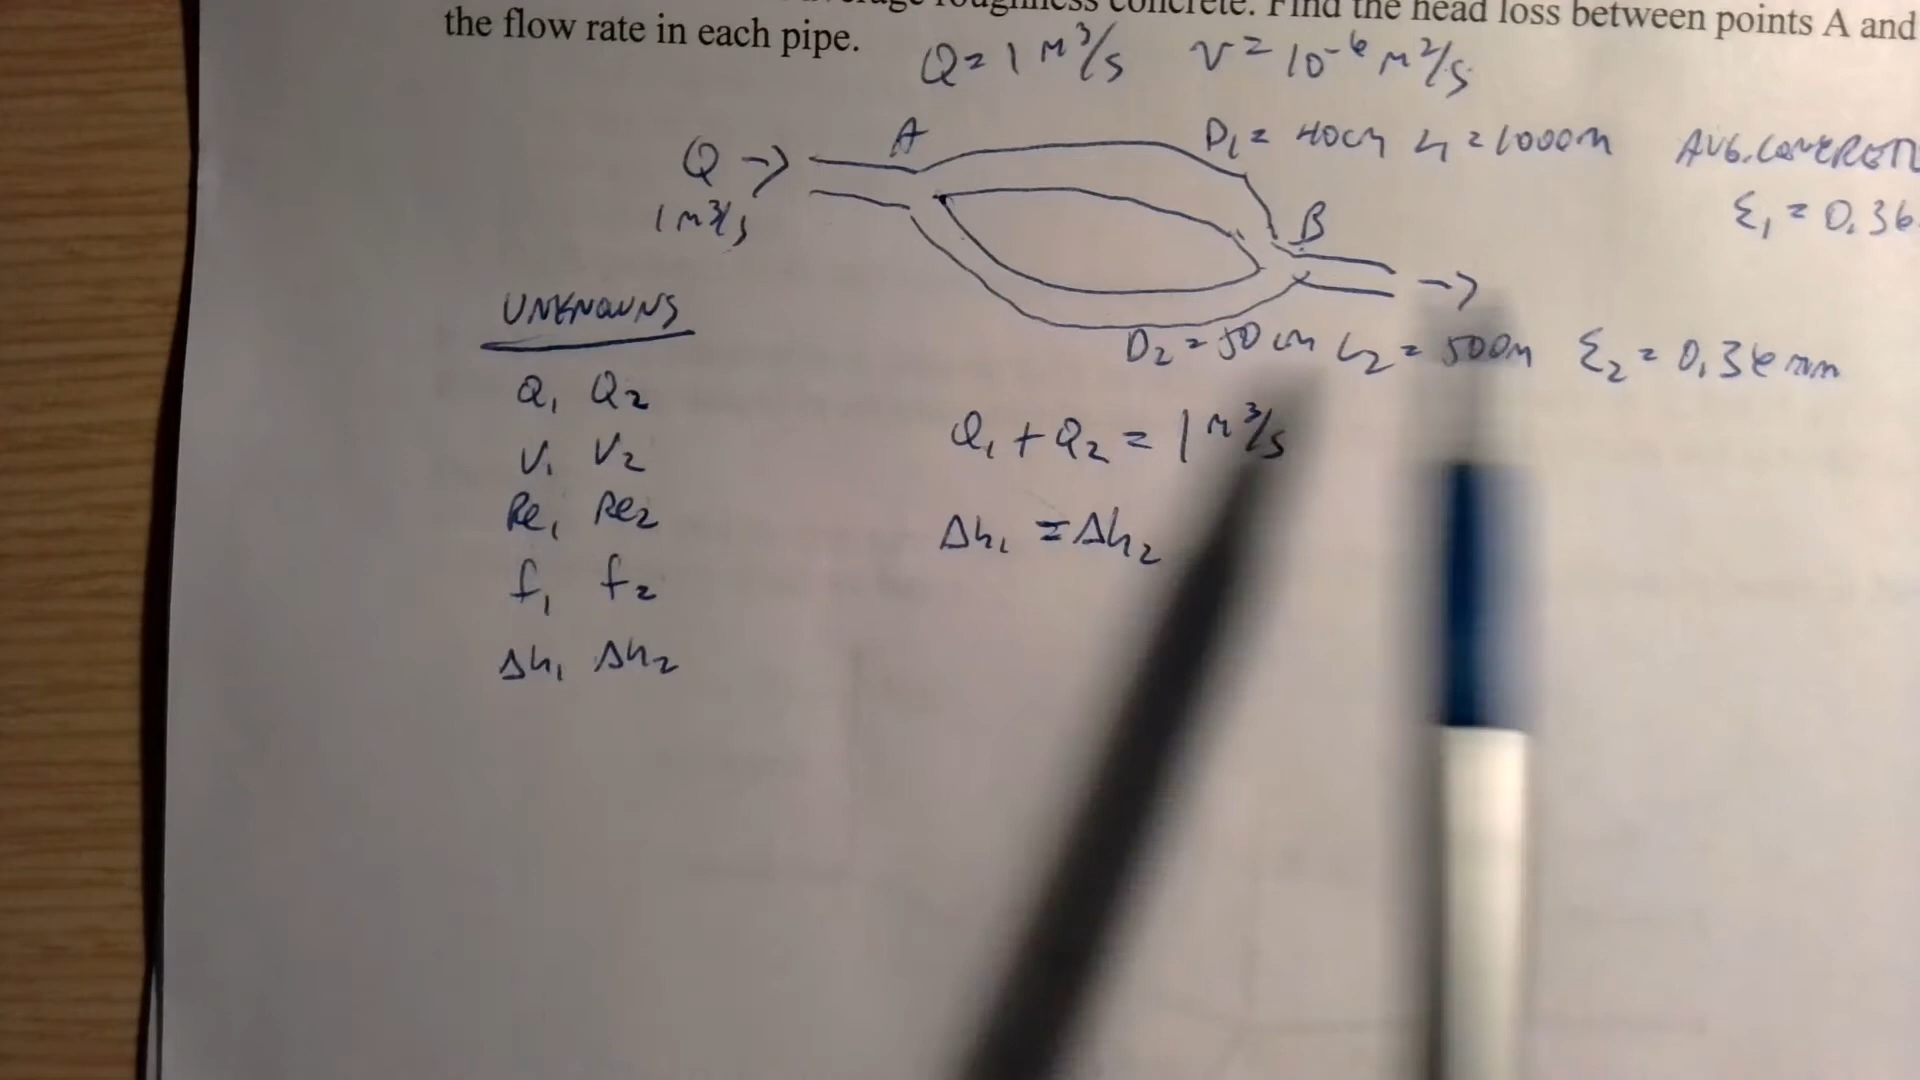 roughness concrete. Find the head loss between points A and
the flow rate in each pipe.
Q = 1 m³/s ν = 10⁻⁶ m²/s
A D₁ = 40cm L₁ = 1000m AVG. CONCRETE
Q →
1 m³/s
ε₁ = 0.36
B
→
D₂ = 50 cm L₂ = 500m ε₂ = 0.36 mm
UNKNOWNS
Q₁ Q₂
V₁ V₂
Re₁ Re₂
f₁ f₂
Δh₁ Δh₂
Q₁ + Q₂ = 1 m³/s
Δh₁ = Δh₂